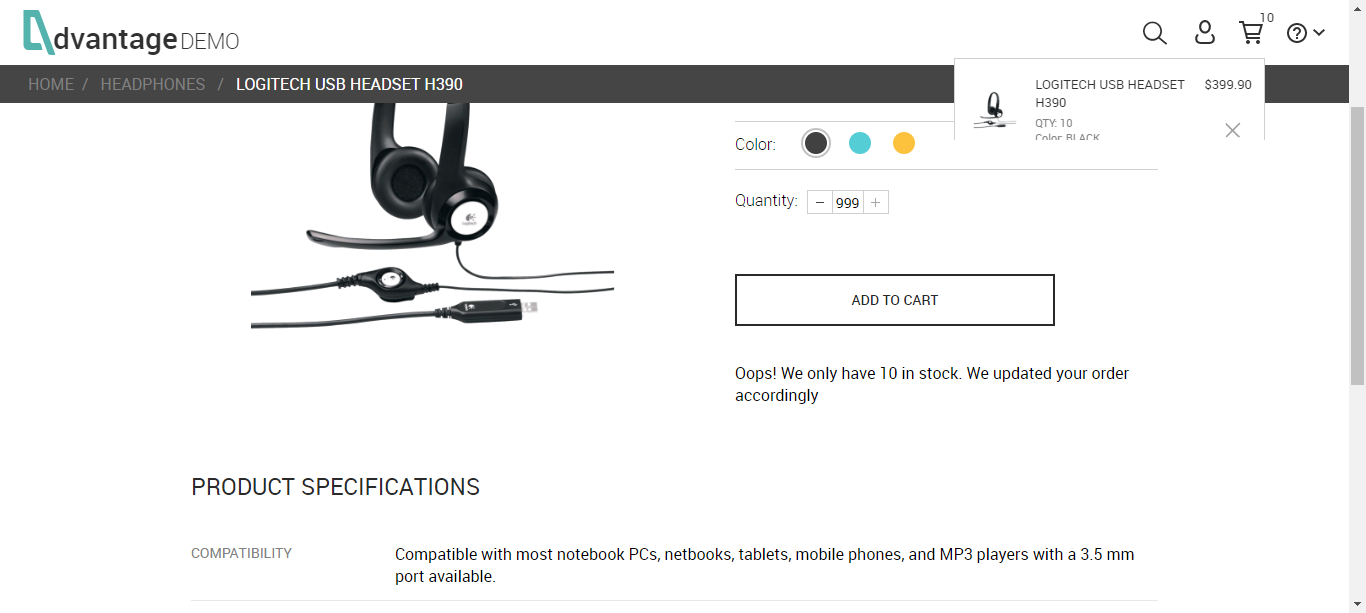 dvantage DEMO
10
HOME / HEADPHONES / LOGITECH USB HEADSET H390
LOGITECH USB HEADSET $399.90
H390
QTY: 10
Color: BLACK
Color:
Quantity: − 999 +
ADD TO CART
Oops! We only have 10 in stock. We updated your order
accordingly
PRODUCT SPECIFICATIONS
COMPATIBILITY
Compatible with most notebook PCs, netbooks, tablets, mobile phones, and MP3 players with a 3.5 mm
port available.